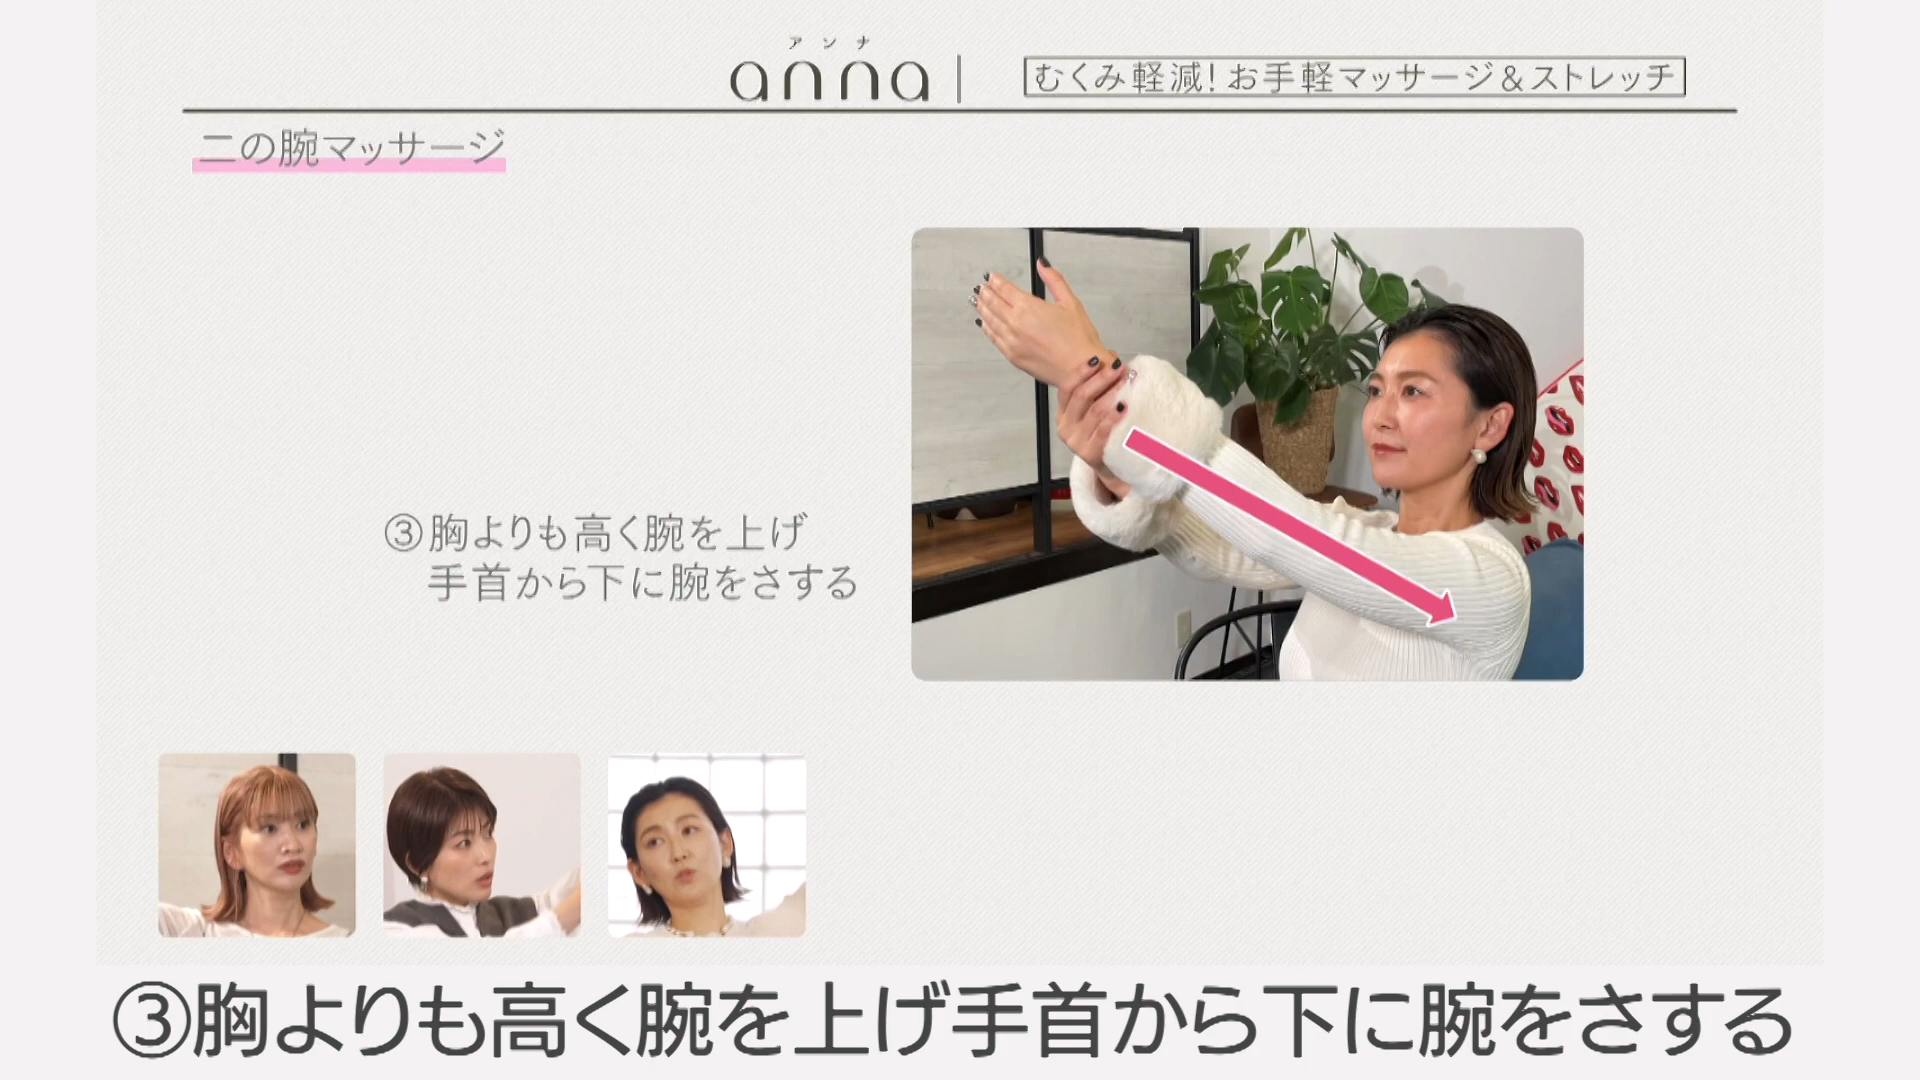 アンナ
anna
むくみ軽減！お手軽マッサージ＆ストレッチ
二の腕マッサージ
③胸よりも高く腕を上げ
手首から下に腕をさする
③胸よりも高く腕を上げ手首から下に腕をさする